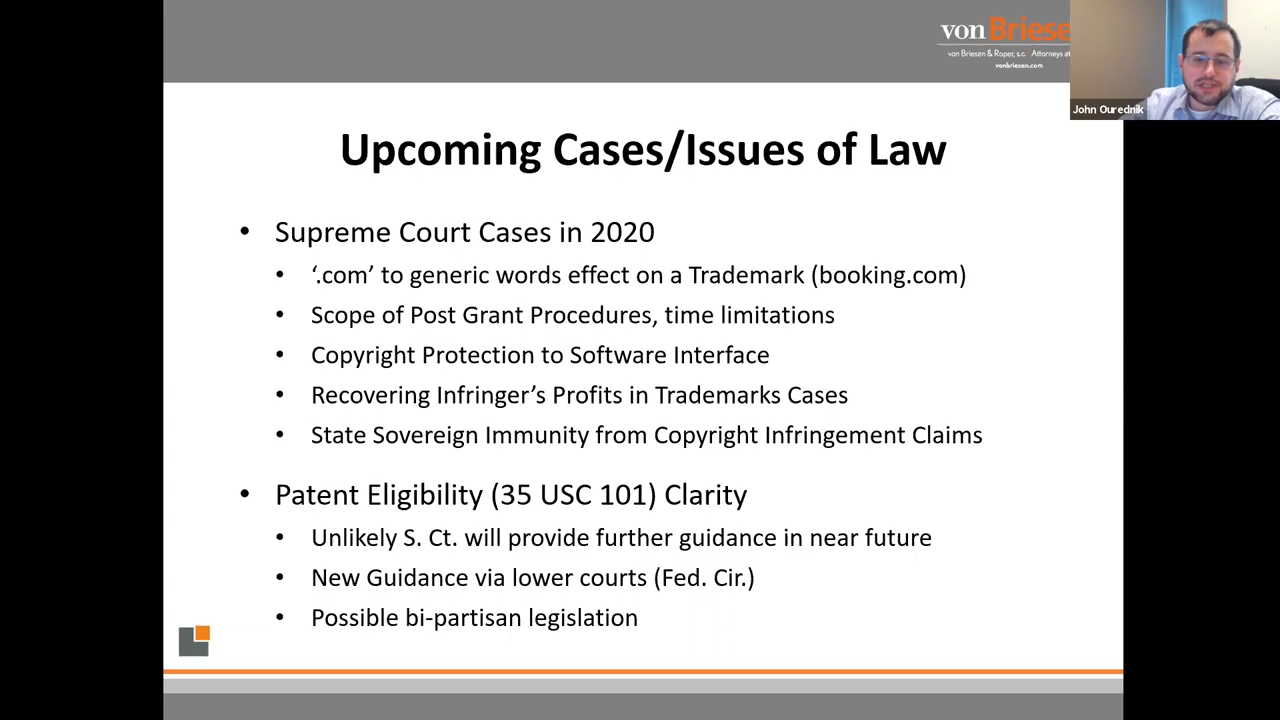 von Briese
von Briesen & Roper, s.c. Attorneys at
vonbriesen.com
John Ourednik
Upcoming Cases/Issues of Law
• Supreme Court Cases in 2020
• ‘.com’ to generic words effect on a Trademark (booking.com)
• Scope of Post Grant Procedures, time limitations
• Copyright Protection to Software Interface
• Recovering Infringer’s Profits in Trademarks Cases
• State Sovereign Immunity from Copyright Infringement Claims
• Patent Eligibility (35 USC 101) Clarity
• Unlikely S. Ct. will provide further guidance in near future
• New Guidance via lower courts (Fed. Cir.)
• Possible bi-partisan legislation